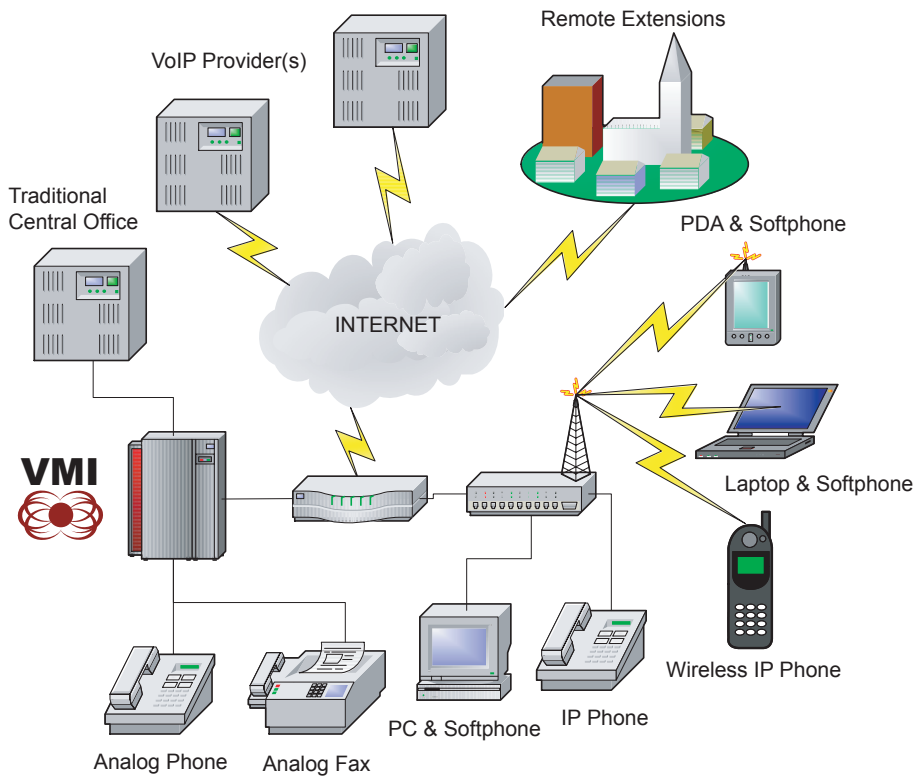 Remote Extensions
VoIP Provider(s)
Traditional
Central Office
PDA & Softphone
INTERNET
VMI
Laptop & Softphone
Wireless IP Phone
IP Phone
PC & Softphone
Analog Phone
Analog Fax